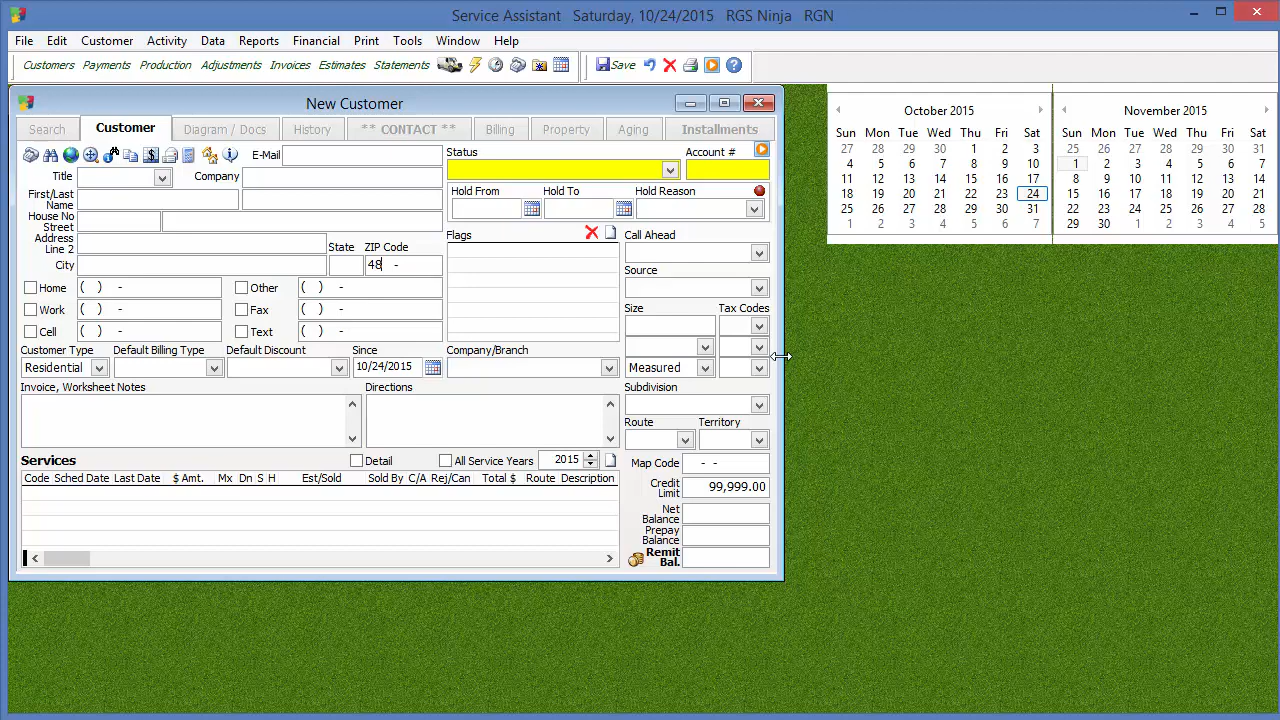 Service Assistant Saturday, 10/24/2015 RGS Ninja RGN
File Edit Customer Activity Data Reports Financial Print Tools Window Help
Customers Payments Production Adjustments Invoices Estimates Statements Save
New Customer
Search Customer Diagram / Docs History ** CONTACT ** Billing Property Aging Installments
E-Mail
Status Account #
Title Company
First/Last
Name
Hold From Hold To Hold Reason
House No
Street
Address
Line 2
State ZIP Code
City 48 -
Flags
Call Ahead
Source
Home ( ) - Other ( ) -
Work ( ) - Fax ( ) -
Cell ( ) - Text ( ) -
Size Tax Codes
Measured
Customer Type Default Billing Type Default Discount Since Company/Branch
Residential 10/24/2015
Invoice, Worksheet Notes Directions
Subdivision
Route Territory
Services Detail All Service Years 2015
Code Sched Date Last Date $ Amt. Mx Dn S H Est/Sold Sold By C/A Rej/Can Total $ Route Description
Map Code - -
Credit
Limit 99,999.00
Net
Balance
Prepay
Balance
Remit
Bal.
October 2015
Sun Mon Tue Wed Thu Fri Sat
27 28 29 30 1 2 3
4 5 6 7 8 9 10
11 12 13 14 15 16 17
18 19 20 21 22 23 24
25 26 27 28 29 30 31
1 2 3 4 5 6 7
November 2015
Sun Mon Tue Wed Thu Fri Sat
25 26 27 28 29 30 31
1 2 3 4 5 6 7
8 9 10 11 12 13 14
15 16 17 18 19 20 21
22 23 24 25 26 27 28
29 30 1 2 3 4 5